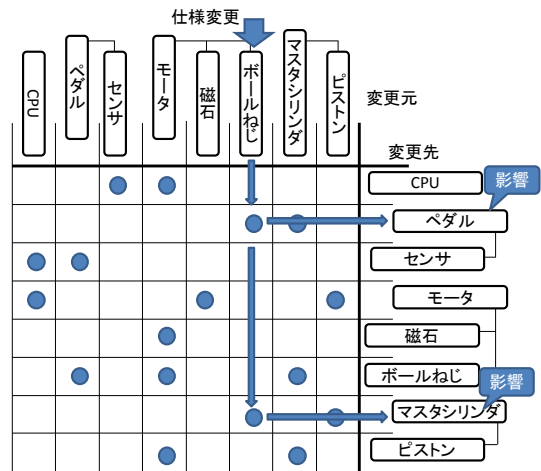 仕様変更
CPU
ペダル
センサ
モータ
磁石
ボールねじ
マスタシリンダ
ピストン
変更元
変更先
CPU
影響
ペダル
センサ
モータ
磁石
ボールねじ
影響
マスタシリンダ
ピストン